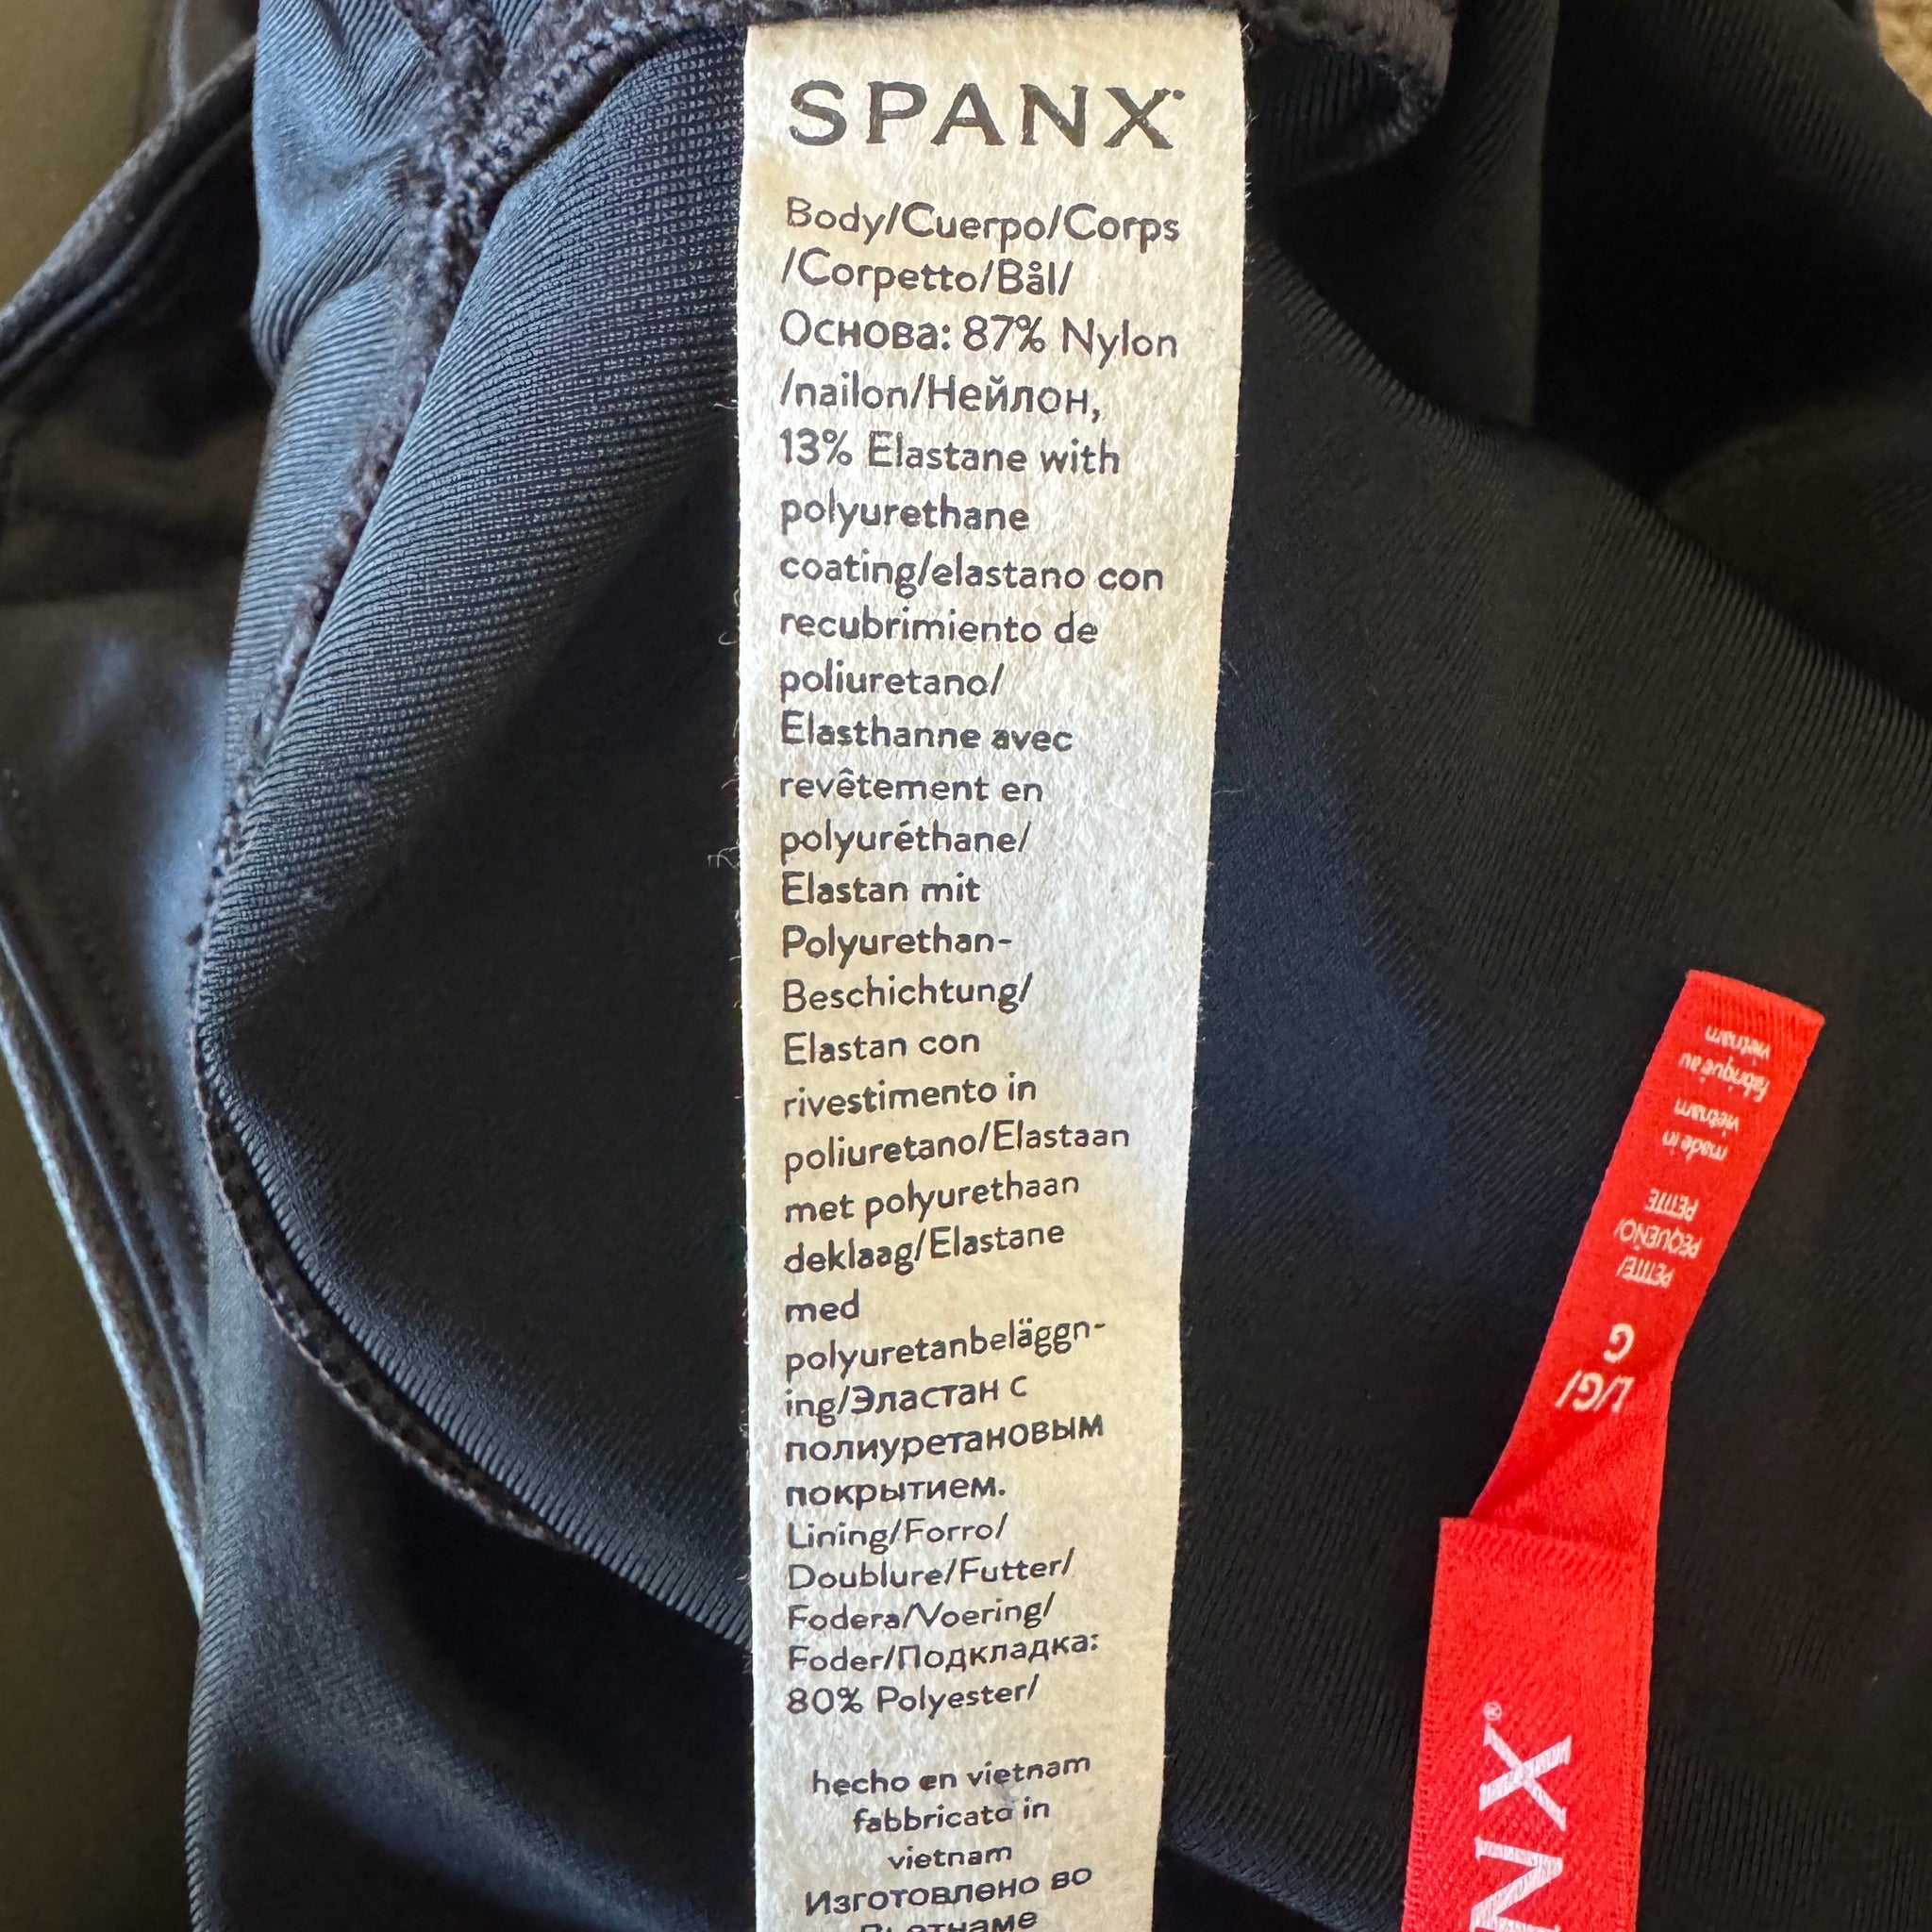 SPANX
Body/Cuerpo/Corps
/Corpetto/Bål/
Основа: 87% Nylon
/nailon/Нейлон,
13% Elastane with
polyurethane
coating/elastano con
recubrimiento de
poliuretano/
Elasthanne avec
revêtement en
polyuréthane/
Elastan mit
Polyurethan-
Beschichtung/
Elastan con
rivestimento in
poliuretano/Elastaan
met polyurethaan
deklaag/Elastane
med
polyuretanbeläggn-
ing/Эластан с
полиуретановым
покрытием.
Lining/Forro/
Doublure/Futter/
Fodera/Voering/
Foder/Подкладка:
80% Polyester/
hecho en vietnam
fabbricato in
vietnam
Изготовлено во
Вьетнаме
NX®
L/G/
G
PETITE/
PEQUEÑO/
PETITE
made in
vietnam
fabriqué au
vietnam